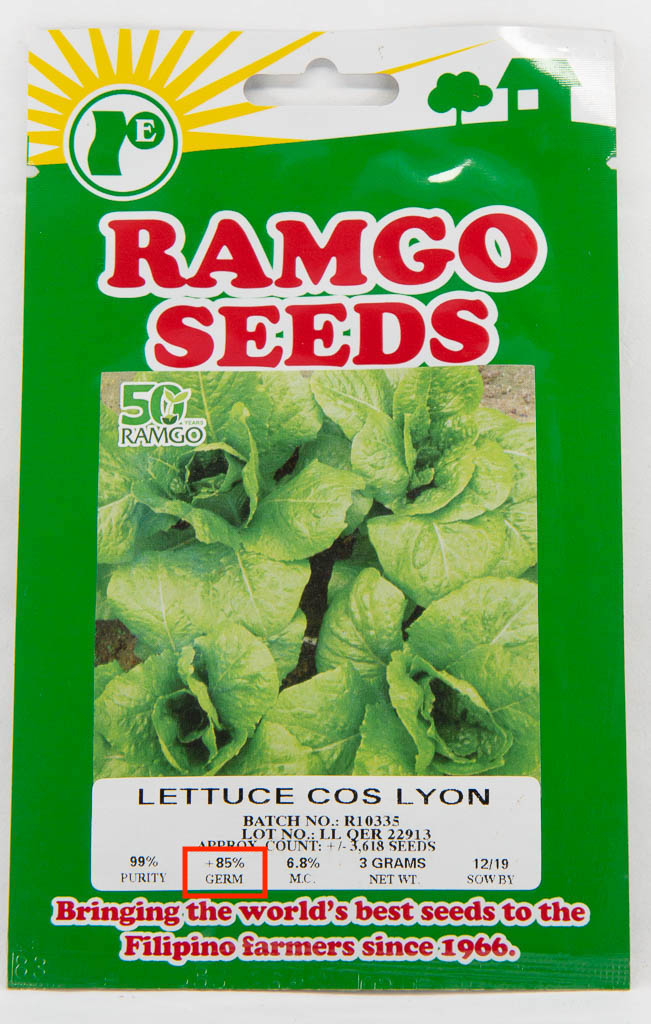 E
RAMGO
SEEDS
50
YEARS
RAMGO
LETTUCE COS LYON
BATCH NO.: R10335
LOT NO.: LL QER 22913
APPROX. COUNT: +/- 3,618 SEEDS
99% +85% 6.8% 3 GRAMS 12/19
PURITY GERM M.C. NET WT. SOW BY
Bringing the world's best seeds to the
Filipino farmers since 1966.
83